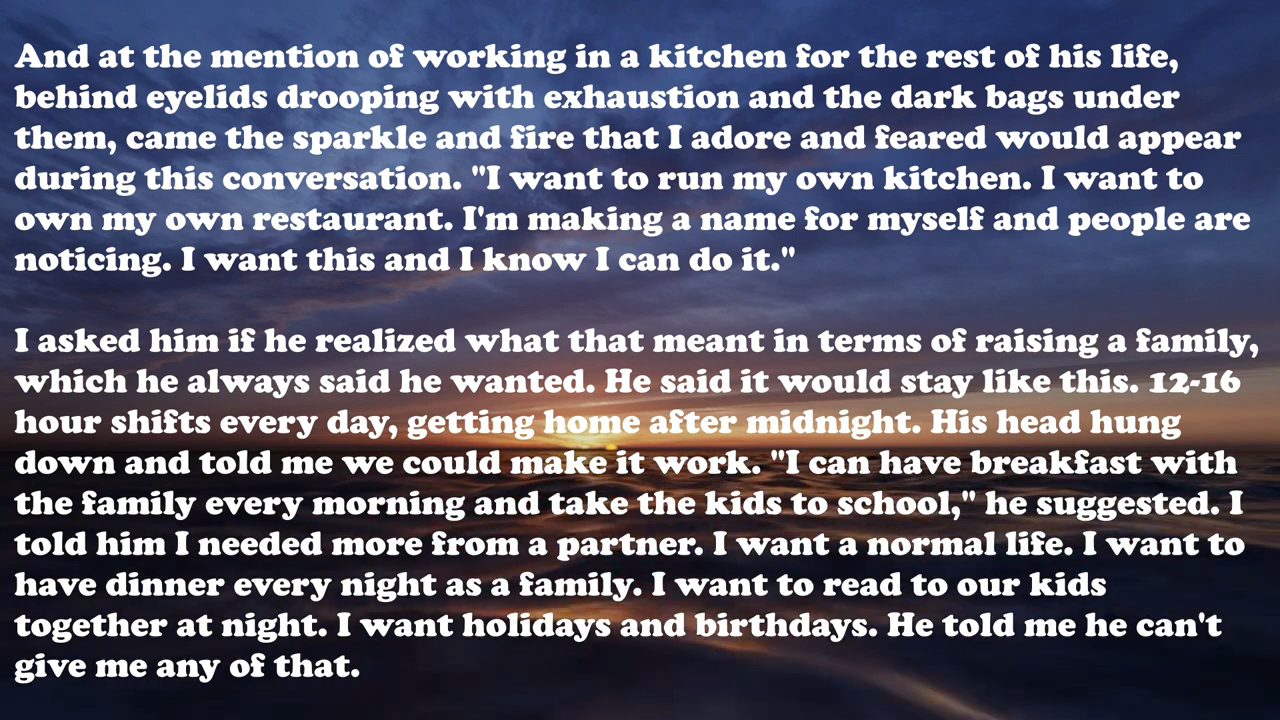 And at the mention of working in a kitchen for the rest of his life,
behind eyelids drooping with exhaustion and the dark bags under
them, came the sparkle and fire that I adore and feared would appear
during this conversation. "I want to run my own kitchen. I want to
own my own restaurant. I'm making a name for myself and people are
noticing. I want this and I know I can do it."
I asked him if he realized what that meant in terms of raising a family,
which he always said he wanted. He said it would stay like this. 12-16
hour shifts every day, getting home after midnight. His head hung
down and told me we could make it work. "I can have breakfast with
the family every morning and take the kids to school," he suggested. I
told him I needed more from a partner. I want a normal life. I want to
have dinner every night as a family. I want to read to our kids
together at night. I want holidays and birthdays. He told me he can't
give me any of that.